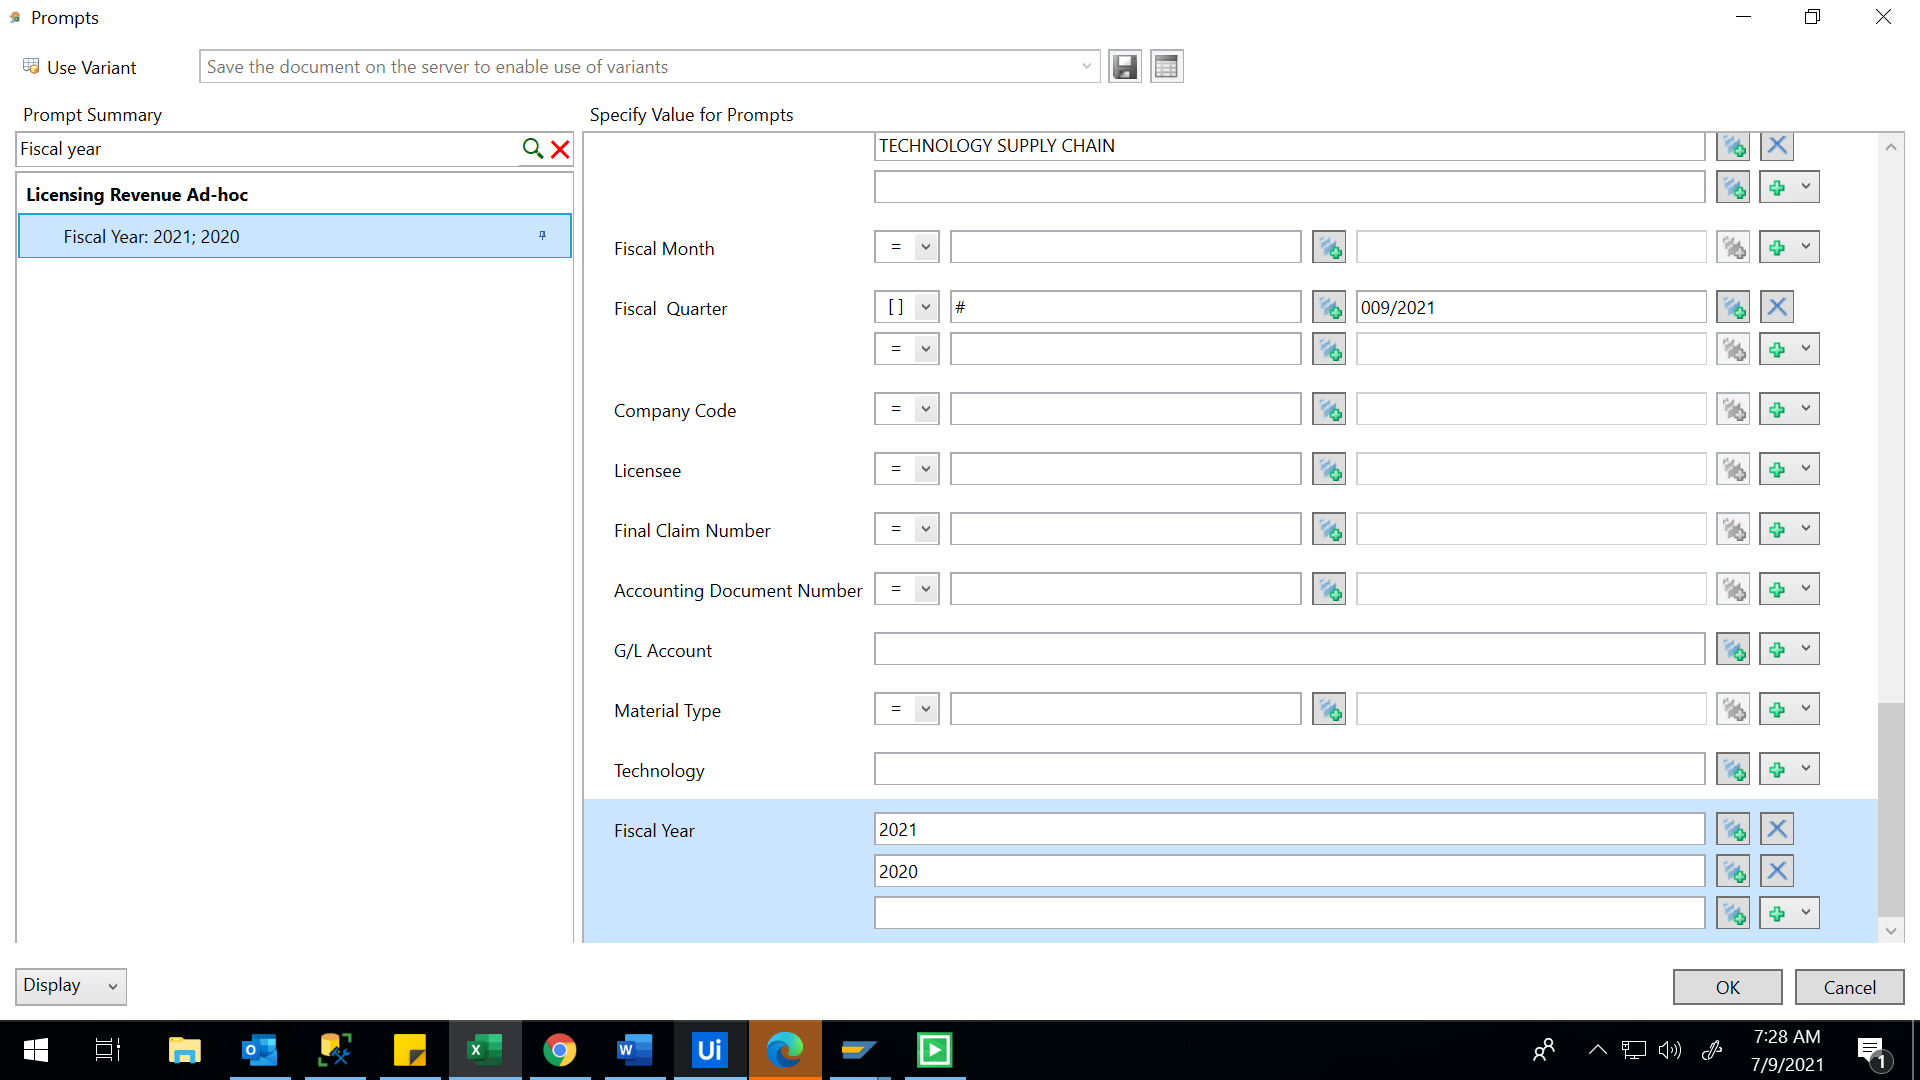 Prompts
Use Variant
Save the document on the server to enable use of variants
Prompt Summary
Specify Value for Prompts
Fiscal year
Licensing Revenue Ad-hoc
Fiscal Year: 2021; 2020
TECHNOLOGY SUPPLY CHAIN
Fiscal Month
=
Fiscal Quarter
[ ]
#
009/2021
=
Company Code
=
Licensee
=
Final Claim Number
=
Accounting Document Number
=
G/L Account
Material Type
=
Technology
Fiscal Year
2021
2020
Display
OK
Cancel
Ui
7:28 AM
7/9/2021
1